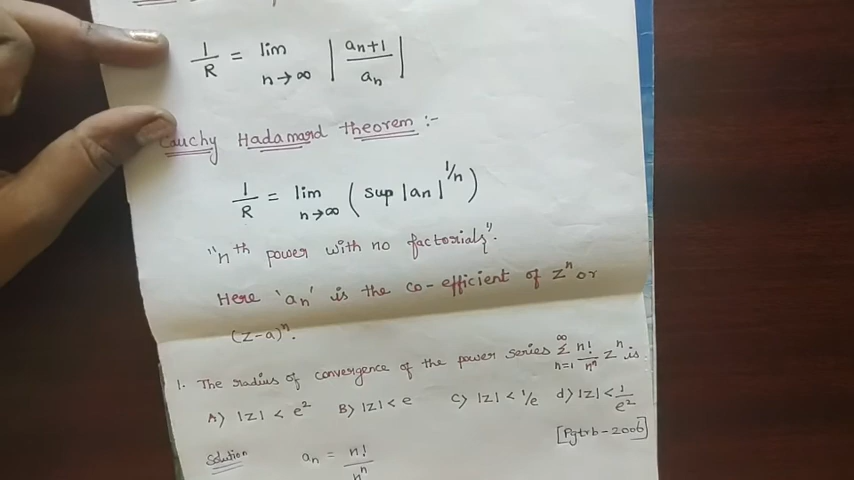 1/R = lim n→∞ | an+1/an |
Cauchy Hadamard theorem :-
1/R = lim n→∞ (sup |an|^1/n)
"nth power with no factorials".
Here 'an' is the co-efficient of z^n or
(z-a)^n.
1. The radius of convergence of the power series ∞Σn=1 n!/n^n z^n is.
A) |z| < e^2 B) |z| < e C) |z| < 1/e d) |z| < 1/e^2
[Pgtrb-2006]
Solution an = n!/n^n